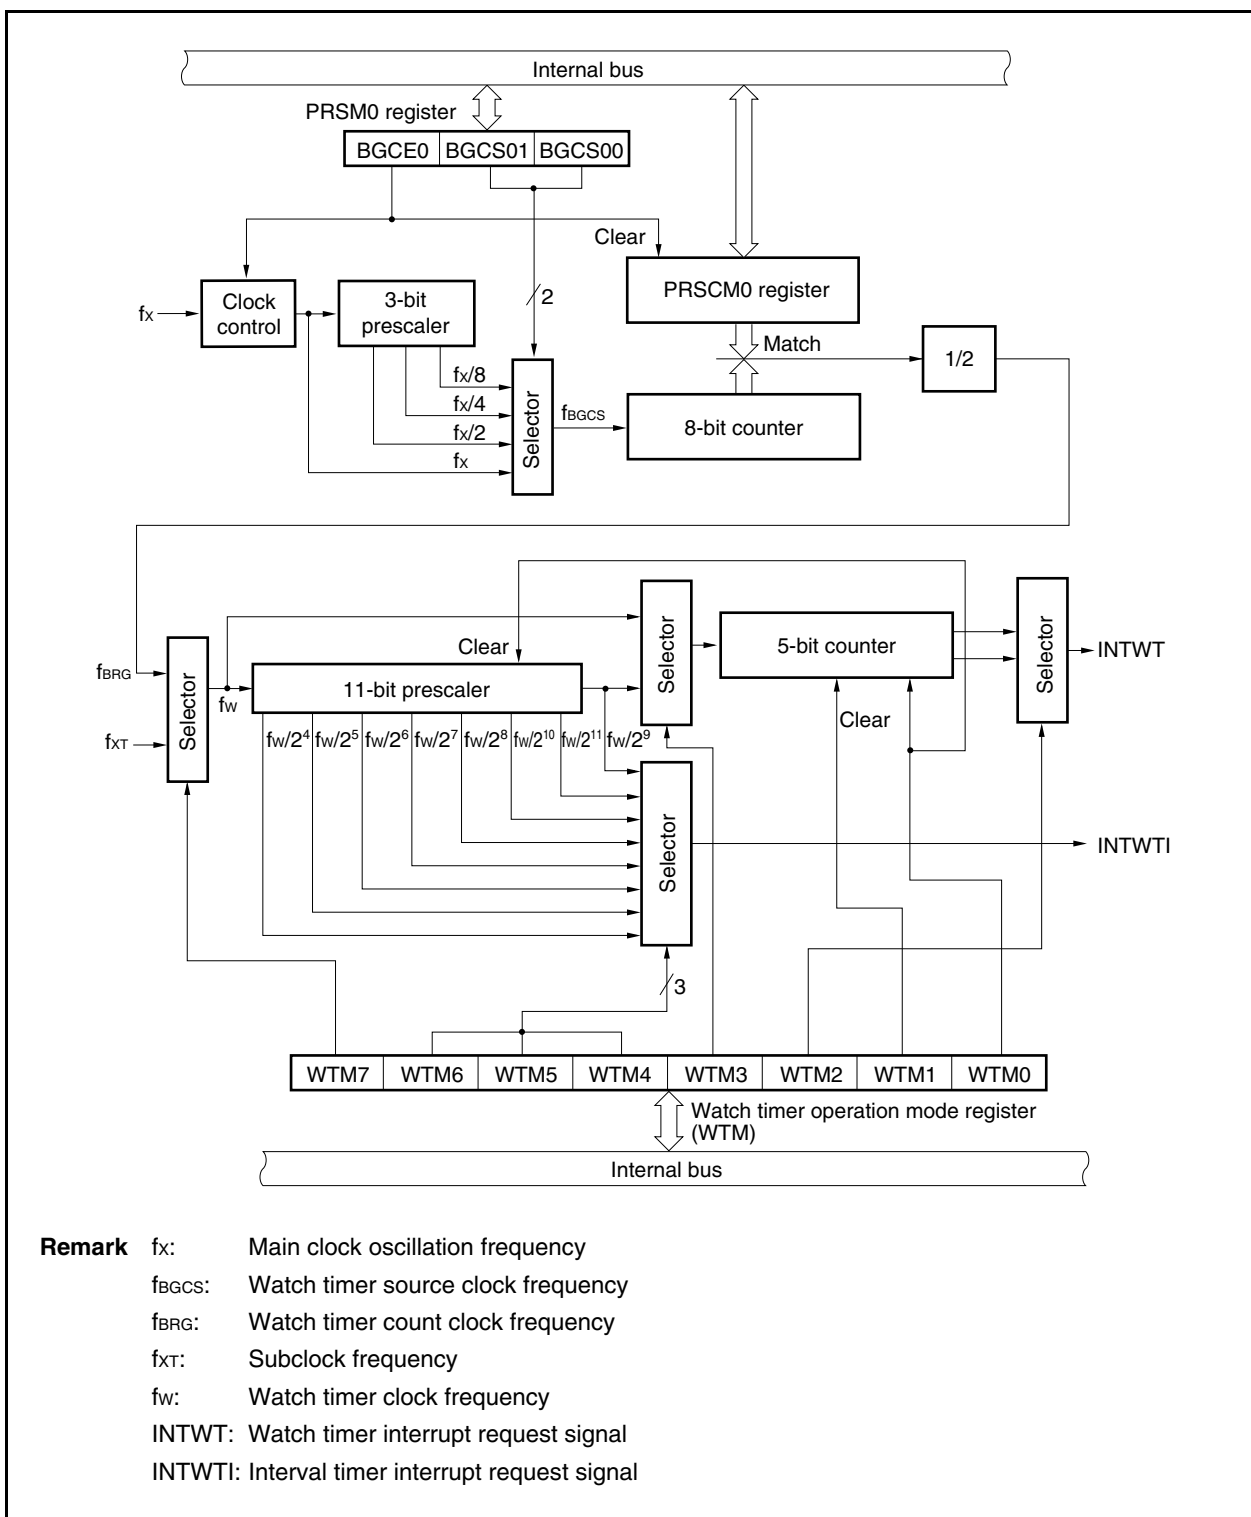 Internal bus
PRSM0 register
BGCE0 BGCS01 BGCS00
Clear
PRSCM0 register
fX
Clock control
3-bit prescaler
2
Match
1/2
fX/8
fX/4
fX/2
fX
Selector
fBGCS
8-bit counter
Clear
Selector
5-bit counter
Selector
INTWT
fBRG
fXT
Selector
fW
11-bit prescaler
Clear
fW/2⁴ fW/2⁵ fW/2⁶ fW/2⁷ fW/2⁸ fW/2¹⁰ fW/2¹¹ fW/2⁹
Selector
INTWTI
3
WTM7 WTM6 WTM5 WTM4 WTM3 WTM2 WTM1 WTM0
Watch timer operation mode register
(WTM)
Internal bus
Remark fX: Main clock oscillation frequency
fBGCS: Watch timer source clock frequency
fBRG: Watch timer count clock frequency
fXT: Subclock frequency
fW: Watch timer clock frequency
INTWT: Watch timer interrupt request signal
INTWTI: Interval timer interrupt request signal